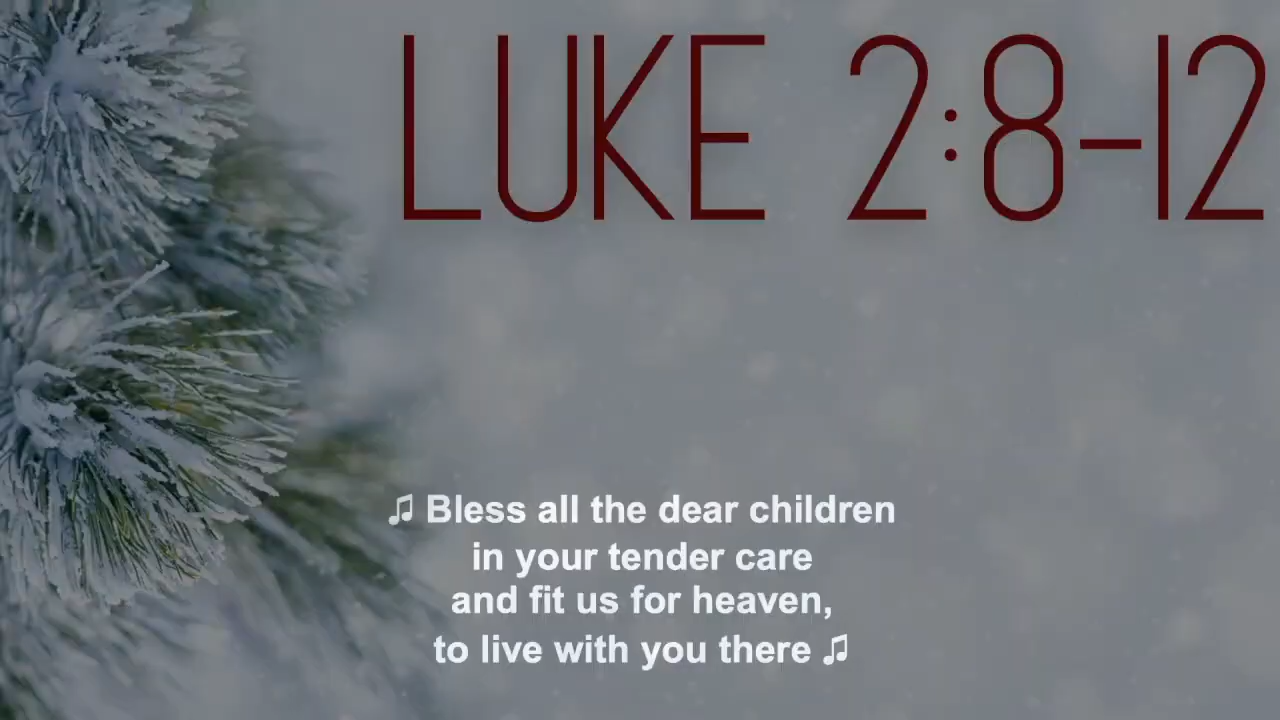 LUKE 2:8-12
♫ Bless all the dear children
in your tender care
and fit us for heaven,
to live with you there ♫